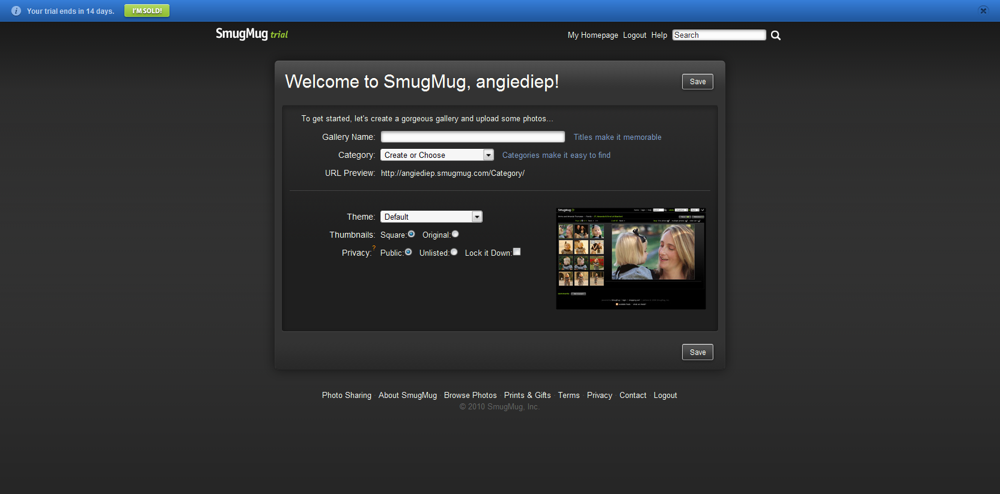 Your trial ends in 14 days. I'M SOLD!
SmugMug trial
My Homepage Logout Help Search
Welcome to SmugMug, angiediep!
Save
To get started, let's create a gorgeous gallery and upload some photos...
Gallery Name: Titles make it memorable
Category: Create or Choose Categories make it easy to find
URL Preview: http://angiediep.smugmug.com/Category/
Theme: Default
Thumbnails: Square: Original:
Privacy:? Public: Unlisted: Lock it Down:
SmugMug
Save
Photo Sharing · About SmugMug · Browse Photos · Prints & Gifts · Terms · Privacy · Contact · Logout
© 2010 SmugMug, Inc.